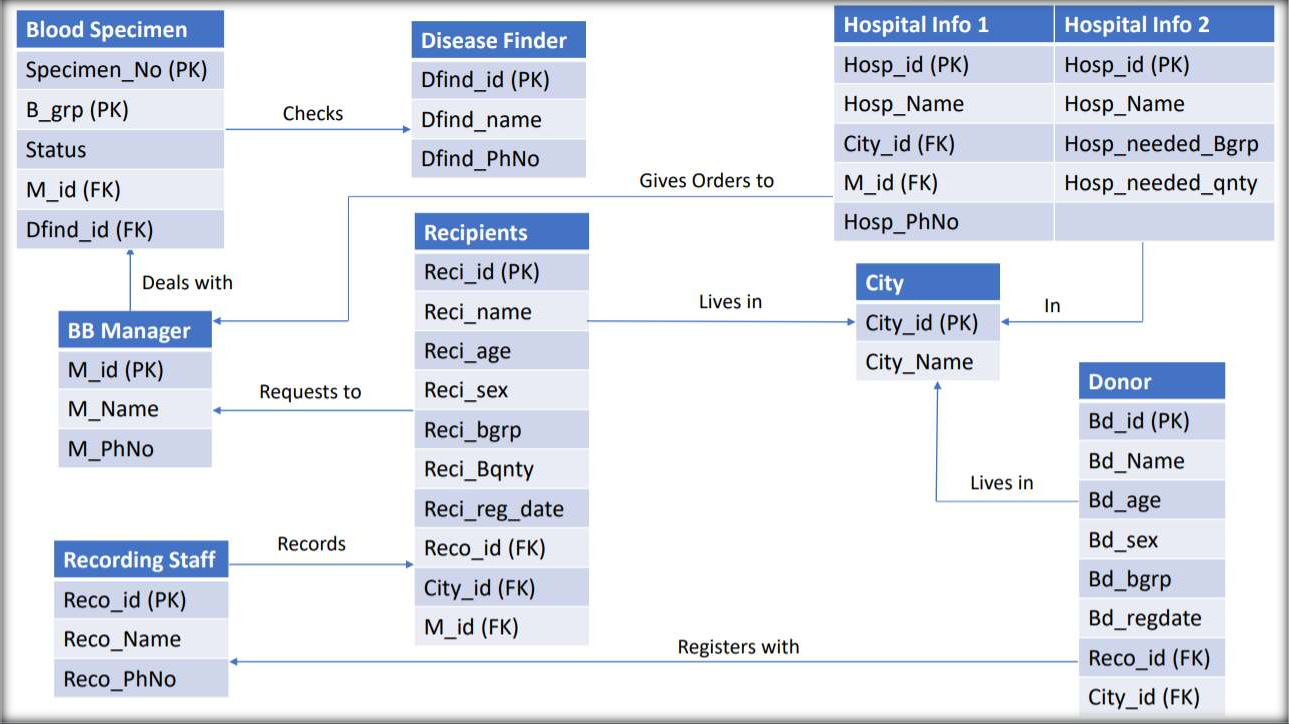 Blood Specimen
Specimen_No (PK)
B_grp (PK)
Status
M_id (FK)
Dfind_id (FK)
Checks
Disease Finder
Dfind_id (PK)
Dfind_name
Dfind_PhNo
Hospital Info 1
Hosp_id (PK)
Hosp_Name
City_id (FK)
M_id (FK)
Hosp_PhNo
Hospital Info 2
Hosp_id (PK)
Hosp_Name
Hosp_needed_Bgrp
Hosp_needed_qnty
Gives Orders to
Deals with
BB Manager
M_id (PK)
M_Name
M_PhNo
Requests to
Recipients
Reci_id (PK)
Reci_name
Reci_age
Reci_sex
Reci_bgrp
Reci_Bqnty
Reci_reg_date
Reco_id (FK)
City_id (FK)
M_id (FK)
Lives in
City
City_id (PK)
City_Name
In
Donor
Bd_id (PK)
Bd_Name
Bd_age
Bd_sex
Bd_bgrp
Bd_regdate
Reco_id (FK)
City_id (FK)
Lives in
Recording Staff
Reco_id (PK)
Reco_Name
Reco_PhNo
Records
Registers with